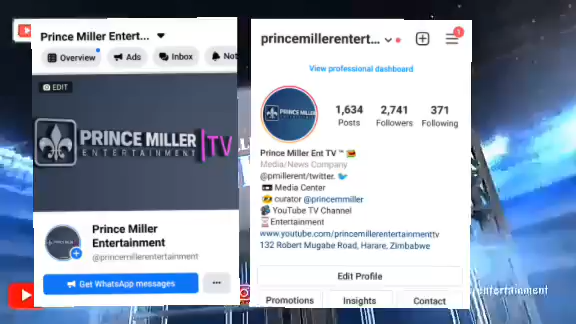 Prince Miller Entert...
Overview
Ads
Inbox
Not
EDIT
PRINCE MILLER TV
ENTERTAINMENT
Prince Miller
Entertainment
@princemillerentertainment
Get WhatsApp messages
princemillerentert...
1
View professional dashboard
PRINCE MILLER
1,634 2,741 371
Posts Followers Following
Prince Miller Ent TV ™
Media/News Company
@pmillerent/twitter.
Media Center
curator @princemmiller
YouTube TV Channel
Entertainment
www.youtube.com/princemillerentertainmenttv
132 Robert Mugabe Road, Harare, Zimbabwe
Edit Profile
Promotions Insights Contact
entertainment